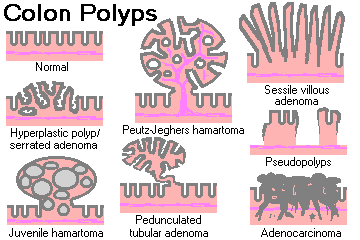 Colon Polyps
Normal
Hyperplastic polyp/
serrated adenoma
Juvenile hamartoma
Peutz-Jeghers hamartoma
Pedunculated
tubular adenoma
Sessile villous
adenoma
Pseudopolyps
Adenocarcinoma